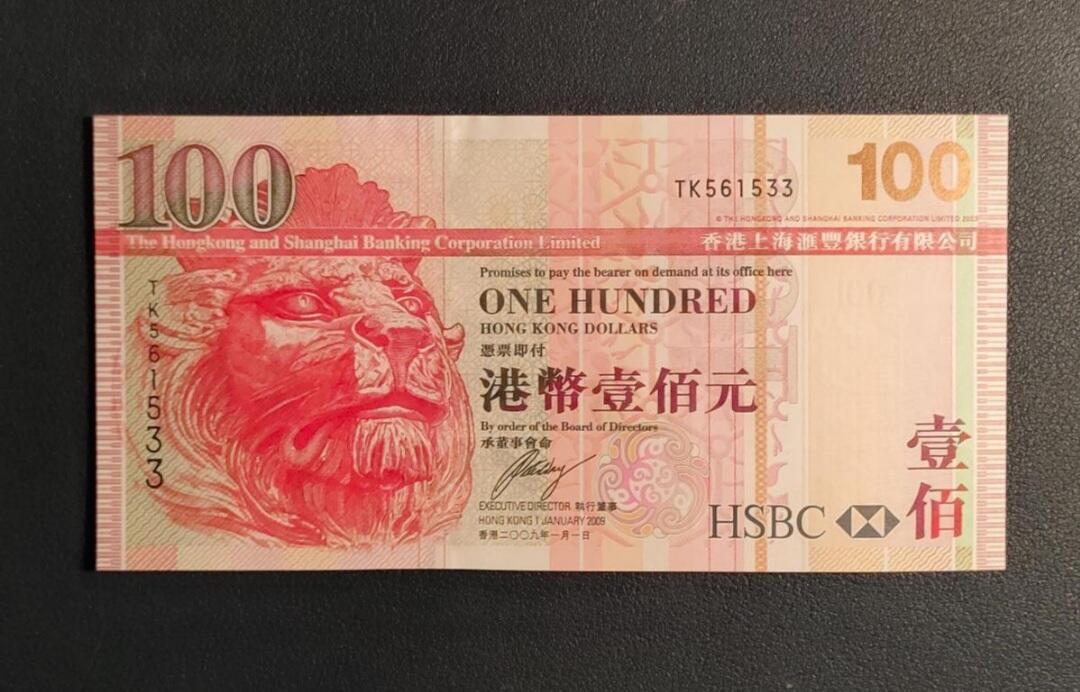 100
TK561533
100
© THE HONGKONG AND SHANGHAI BANKING CORPORATION LIMITED 2003
The Hongkong and Shanghai Banking Corporation Limited
香港上海滙豐銀行有限公司
TK561533
Promises to pay the bearer on demand at its office here
ONE HUNDRED
HONG KONG DOLLARS
憑票即付
港幣壹佰元
By order of the Board of Directors
承董事會命
EXECUTIVE DIRECTOR 執行董事
HONG KONG 1 JANUARY 2009
香港二〇〇九年一月一日
HSBC
壹佰